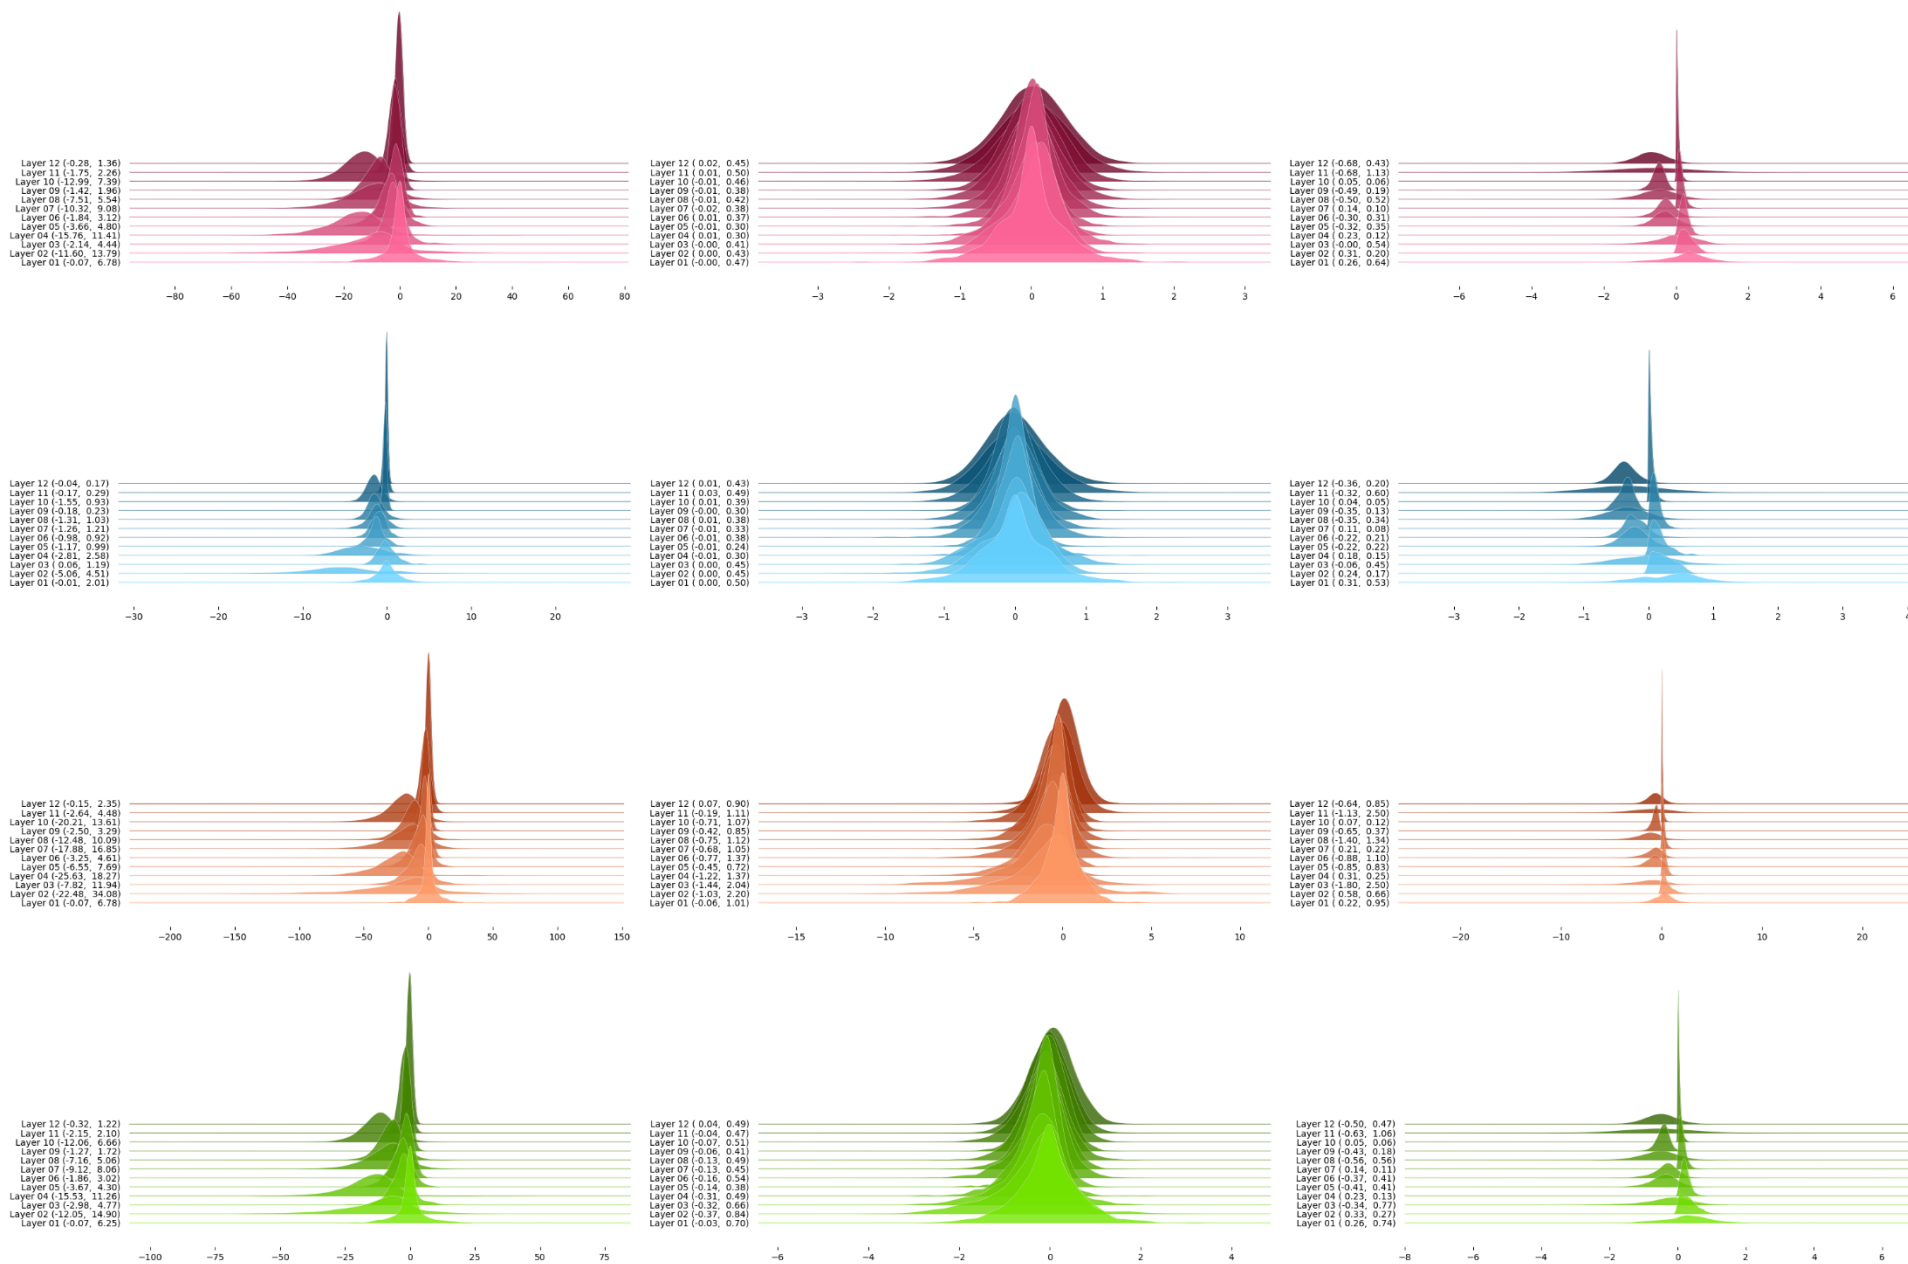 Layer 12 (-0.28, 1.36)
Layer 11 (-1.75, 2.26)
Layer 10 (-12.99, 7.39)
Layer 09 (-1.42, 1.96)
Layer 08 (-7.51, 5.54)
Layer 07 (-10.32, 9.08)
Layer 06 (-1.84, 3.12)
Layer 05 (-3.66, 4.80)
Layer 04 (-15.76, 11.41)
Layer 03 (-2.14, 4.44)
Layer 02 (-11.60, 13.79)
Layer 01 (-0.07, 6.78)
−80 −60 −40 −20 0 20 40 60 80
Layer 12 ( 0.02, 0.45)
Layer 11 ( 0.01, 0.50)
Layer 10 (-0.01, 0.46)
Layer 09 (-0.01, 0.38)
Layer 08 (-0.01, 0.42)
Layer 07 (-0.02, 0.38)
Layer 06 ( 0.01, 0.37)
Layer 05 (-0.01, 0.30)
Layer 04 ( 0.01, 0.30)
Layer 03 (-0.00, 0.41)
Layer 02 ( 0.00, 0.43)
Layer 01 (-0.00, 0.47)
−3 −2 −1 0 1 2 3
Layer 12 (-0.68, 0.43)
Layer 11 (-0.68, 1.13)
Layer 10 ( 0.05, 0.06)
Layer 09 (-0.49, 0.19)
Layer 08 (-0.50, 0.52)
Layer 07 ( 0.14, 0.10)
Layer 06 (-0.30, 0.31)
Layer 05 (-0.32, 0.35)
Layer 04 ( 0.23, 0.12)
Layer 03 (-0.00, 0.54)
Layer 02 ( 0.31, 0.20)
Layer 01 ( 0.26, 0.64)
−6 −4 −2 0 2 4 6
Layer 12 (-0.04, 0.17)
Layer 11 (-0.17, 0.29)
Layer 10 (-1.55, 0.93)
Layer 09 (-0.18, 0.23)
Layer 08 (-1.31, 1.03)
Layer 07 (-1.26, 1.21)
Layer 06 (-0.98, 0.92)
Layer 05 (-1.17, 0.99)
Layer 04 (-2.81, 2.58)
Layer 03 ( 0.06, 1.19)
Layer 02 (-5.06, 4.51)
Layer 01 (-0.01, 2.01)
−30 −20 −10 0 10 20
Layer 12 ( 0.01, 0.43)
Layer 11 ( 0.03, 0.49)
Layer 10 ( 0.01, 0.39)
Layer 09 (-0.00, 0.30)
Layer 08 ( 0.01, 0.38)
Layer 07 (-0.01, 0.33)
Layer 06 (-0.01, 0.38)
Layer 05 (-0.01, 0.24)
Layer 04 (-0.01, 0.30)
Layer 03 ( 0.00, 0.45)
Layer 02 ( 0.00, 0.45)
Layer 01 ( 0.00, 0.50)
−3 −2 −1 0 1 2 3
Layer 12 (-0.36, 0.20)
Layer 11 (-0.32, 0.60)
Layer 10 ( 0.04, 0.05)
Layer 09 (-0.35, 0.13)
Layer 08 (-0.35, 0.34)
Layer 07 ( 0.11, 0.08)
Layer 06 (-0.22, 0.21)
Layer 05 (-0.22, 0.22)
Layer 04 ( 0.18, 0.15)
Layer 03 (-0.06, 0.45)
Layer 02 ( 0.24, 0.17)
Layer 01 ( 0.31, 0.53)
−3 −2 −1 0 1 2 3
Layer 12 (-0.15, 2.35)
Layer 11 (-2.64, 4.48)
Layer 10 (-20.21, 13.61)
Layer 09 (-2.50, 3.29)
Layer 08 (-12.48, 10.09)
Layer 07 (-17.88, 16.85)
Layer 06 (-3.25, 4.61)
Layer 05 (-6.55, 7.69)
Layer 04 (-25.63, 18.27)
Layer 03 (-7.82, 11.94)
Layer 02 (-22.48, 34.08)
Layer 01 (-0.07, 6.78)
−200 −150 −100 −50 0 50 100 150
Layer 12 ( 0.07, 0.90)
Layer 11 (-0.19, 1.11)
Layer 10 (-0.71, 1.07)
Layer 09 (-0.42, 0.85)
Layer 08 (-0.75, 1.12)
Layer 07 (-0.68, 1.05)
Layer 06 (-0.77, 1.37)
Layer 05 (-0.45, 0.72)
Layer 04 (-1.22, 1.37)
Layer 03 (-1.44, 2.04)
Layer 02 (-1.03, 2.20)
Layer 01 (-0.06, 1.01)
−15 −10 −5 0 5 10
Layer 12 (-0.64, 0.85)
Layer 11 (-1.13, 2.50)
Layer 10 ( 0.07, 0.12)
Layer 09 (-0.65, 0.37)
Layer 08 (-1.40, 1.34)
Layer 07 ( 0.21, 0.22)
Layer 06 (-0.88, 1.10)
Layer 05 (-0.85, 0.83)
Layer 04 ( 0.31, 0.25)
Layer 03 (-1.80, 2.50)
Layer 02 ( 0.58, 0.66)
Layer 01 ( 0.22, 0.95)
−20 −10 0 10 20
Layer 12 (-0.32, 1.22)
Layer 11 (-2.15, 2.10)
Layer 10 (-12.06, 6.66)
Layer 09 (-1.27, 1.72)
Layer 08 (-7.16, 5.06)
Layer 07 (-9.12, 8.06)
Layer 06 (-1.86, 3.02)
Layer 05 (-3.67, 4.30)
Layer 04 (-15.53, 11.26)
Layer 03 (-2.98, 4.77)
Layer 02 (-12.05, 14.90)
Layer 01 (-0.07, 6.25)
−100 −75 −50 −25 0 25 50 75
Layer 12 ( 0.04, 0.49)
Layer 11 (-0.04, 0.47)
Layer 10 (-0.07, 0.51)
Layer 09 (-0.06, 0.41)
Layer 08 (-0.13, 0.49)
Layer 07 (-0.13, 0.45)
Layer 06 (-0.16, 0.54)
Layer 05 (-0.14, 0.38)
Layer 04 (-0.31, 0.49)
Layer 03 (-0.32, 0.66)
Layer 02 (-0.37, 0.84)
Layer 01 (-0.03, 0.70)
−6 −4 −2 0 2 4
Layer 12 (-0.50, 0.47)
Layer 11 (-0.63, 1.06)
Layer 10 ( 0.05, 0.06)
Layer 09 (-0.43, 0.18)
Layer 08 (-0.56, 0.56)
Layer 07 ( 0.14, 0.11)
Layer 06 (-0.37, 0.41)
Layer 05 (-0.41, 0.41)
Layer 04 ( 0.23, 0.13)
Layer 03 (-0.34, 0.77)
Layer 02 ( 0.33, 0.27)
Layer 01 ( 0.26, 0.74)
−8 −6 −4 −2 0 2 4 6